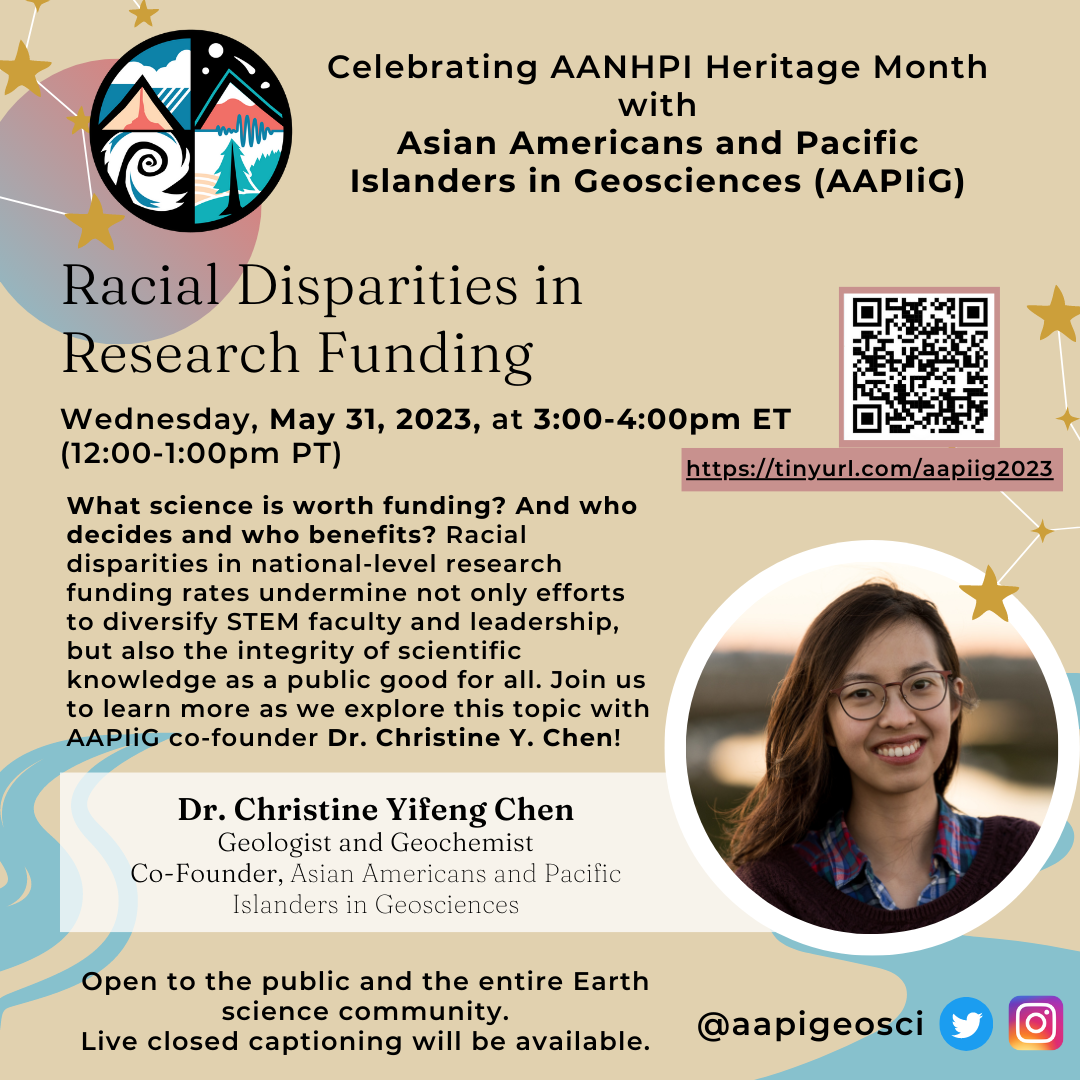 Celebrating AANHPI Heritage Month
with
Asian Americans and Pacific
Islanders in Geosciences (AAPIiG)
Racial Disparities in
Research Funding
Wednesday, May 31, 2023, at 3:00-4:00pm ET
(12:00-1:00pm PT)
https://tinyurl.com/aapiig2023
What science is worth funding? And who
decides and who benefits? Racial
disparities in national-level research
funding rates undermine not only efforts
to diversify STEM faculty and leadership,
but also the integrity of scientific
knowledge as a public good for all. Join us
to learn more as we explore this topic with
AAPIiG co-founder Dr. Christine Y. Chen!
Dr. Christine Yifeng Chen
Geologist and Geochemist
Co-Founder, Asian Americans and Pacific
Islanders in Geosciences
Open to the public and the entire Earth
science community.
Live closed captioning will be available.
@aapigeosci